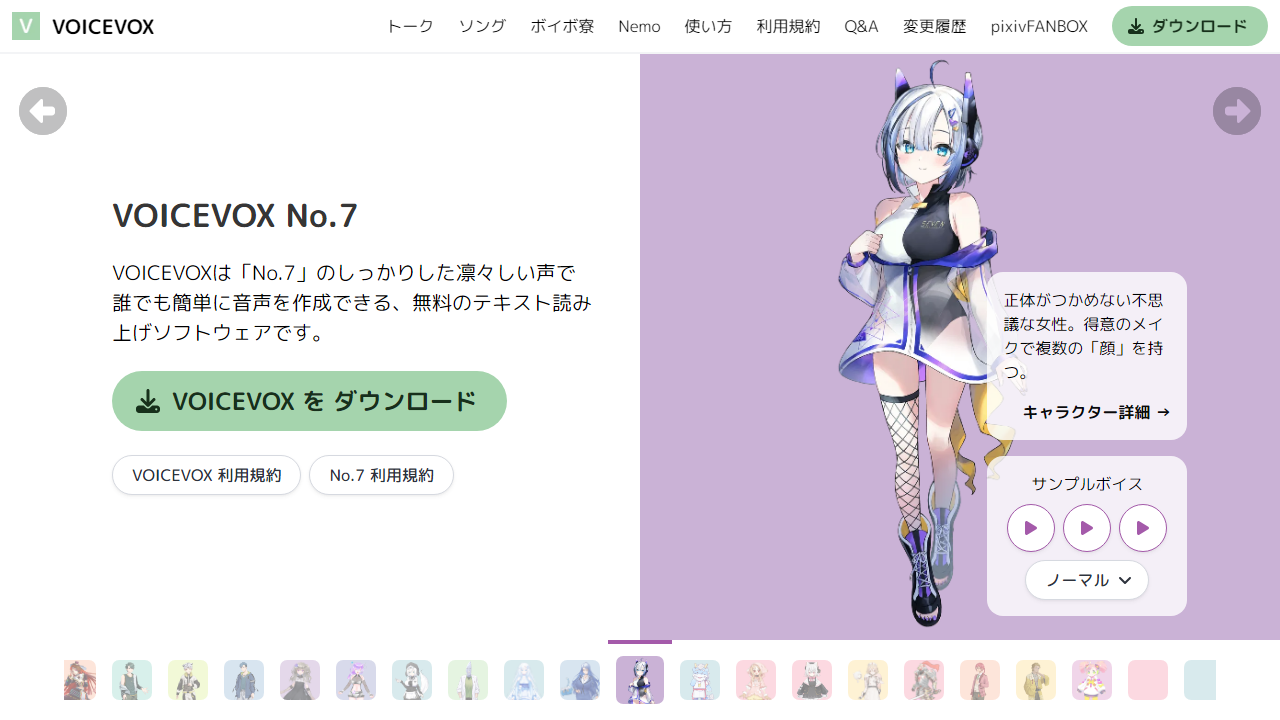 V VOICEVOX トーク ソング ボイボ寮 Nemo 使い方 利用規約 Q&A 変更履歴 pixivFANBOX ダウンロード
VOICEVOX No.7
VOICEVOXは「No.7」のしっかりした凛々しい声で
誰でも簡単に音声を作成できる、無料のテキスト読み
上げソフトウェアです。
VOICEVOX を ダウンロード
VOICEVOX 利用規約 No.7 利用規約
正体がつかめない不思
議な女性。得意のメイ
クで複数の「顔」を持
つ。
キャラクター詳細 →
サンプルボイス
ノーマル